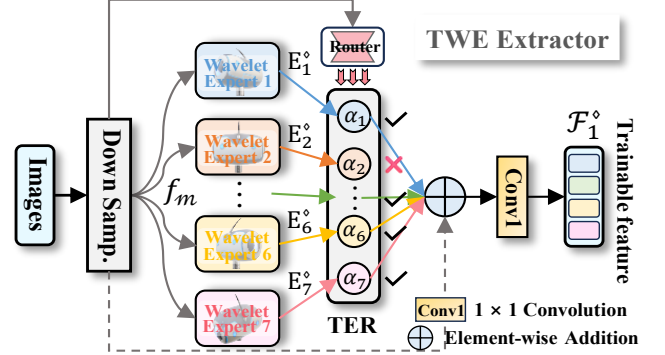 TWE Extractor
Router
Images
Down Samp.
f_m
Wavelet
Expert 1
Wavelet
Expert 2
⋮
Wavelet
Expert 6
Wavelet
Expert 7
E₁^⋄
E₂^⋄
E₆^⋄
E₇^⋄
α₁
α₂
⋮
α₆
α₇
TER
Conv1
ℱ₁^⋄
Trainable feature
Conv1 1 × 1 Convolution
Element-wise Addition